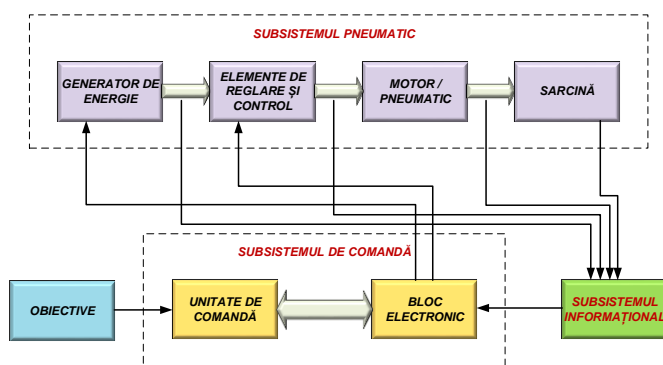 SUBSISTEMUL PNEUMATIC
GENERATOR DE
ENERGIE
ELEMENTE DE
REGLARE ȘI
CONTROL
MOTOR /
PNEUMATIC
SARCINĂ
SUBSISTEMUL DE COMANDĂ
OBIECTIVE
UNITATE DE
COMANDĂ
BLOC
ELECTRONIC
SUBSISTEMUL
INFORMAȚIONAL